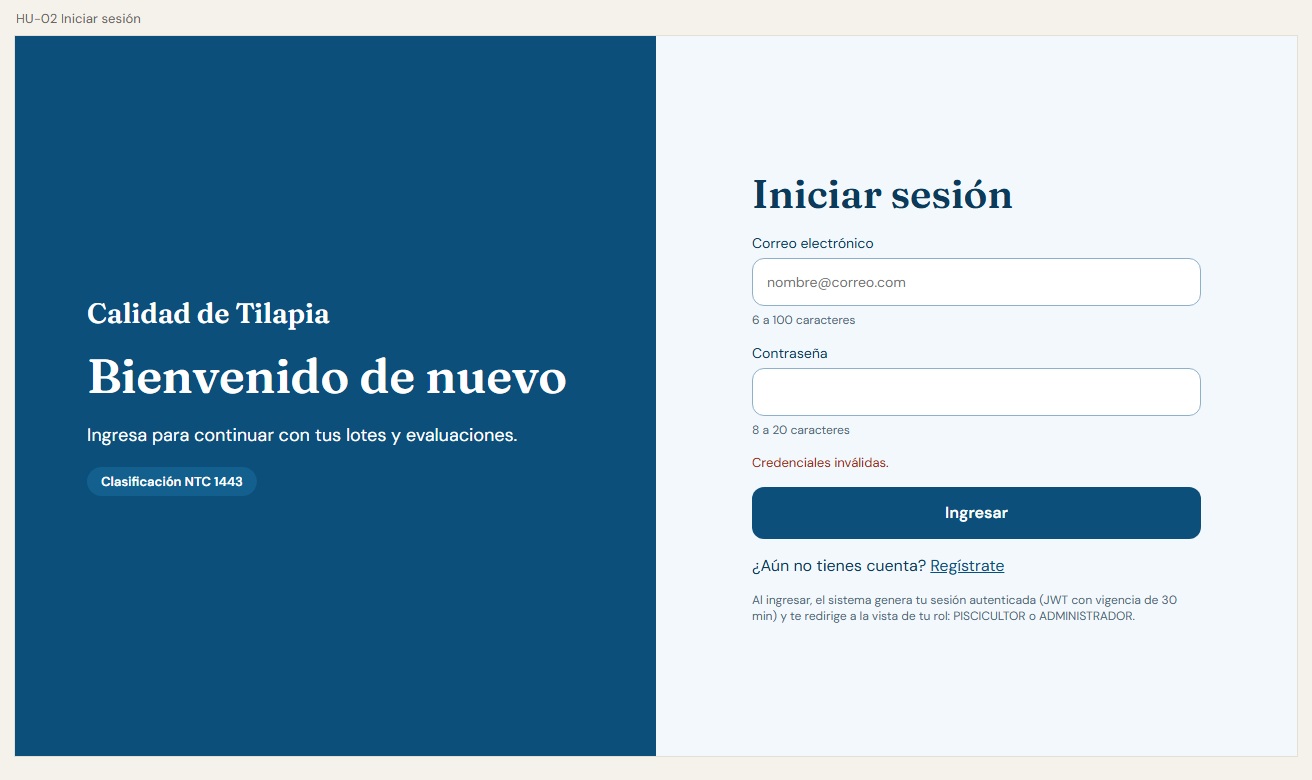 HU-02 Iniciar sesión
Calidad de Tilapia
Bienvenido de nuevo
Ingresa para continuar con tus lotes y evaluaciones.
Clasificación NTC 1443
Iniciar sesión
Correo electrónico
nombre@correo.com
6 a 100 caracteres
Contraseña
8 a 20 caracteres
Credenciales inválidas.
Ingresar
¿Aún no tienes cuenta? Regístrate
Al ingresar, el sistema genera tu sesión autenticada (JWT con vigencia de 30
min) y te redirige a la vista de tu rol: PISCICULTOR o ADMINISTRADOR.